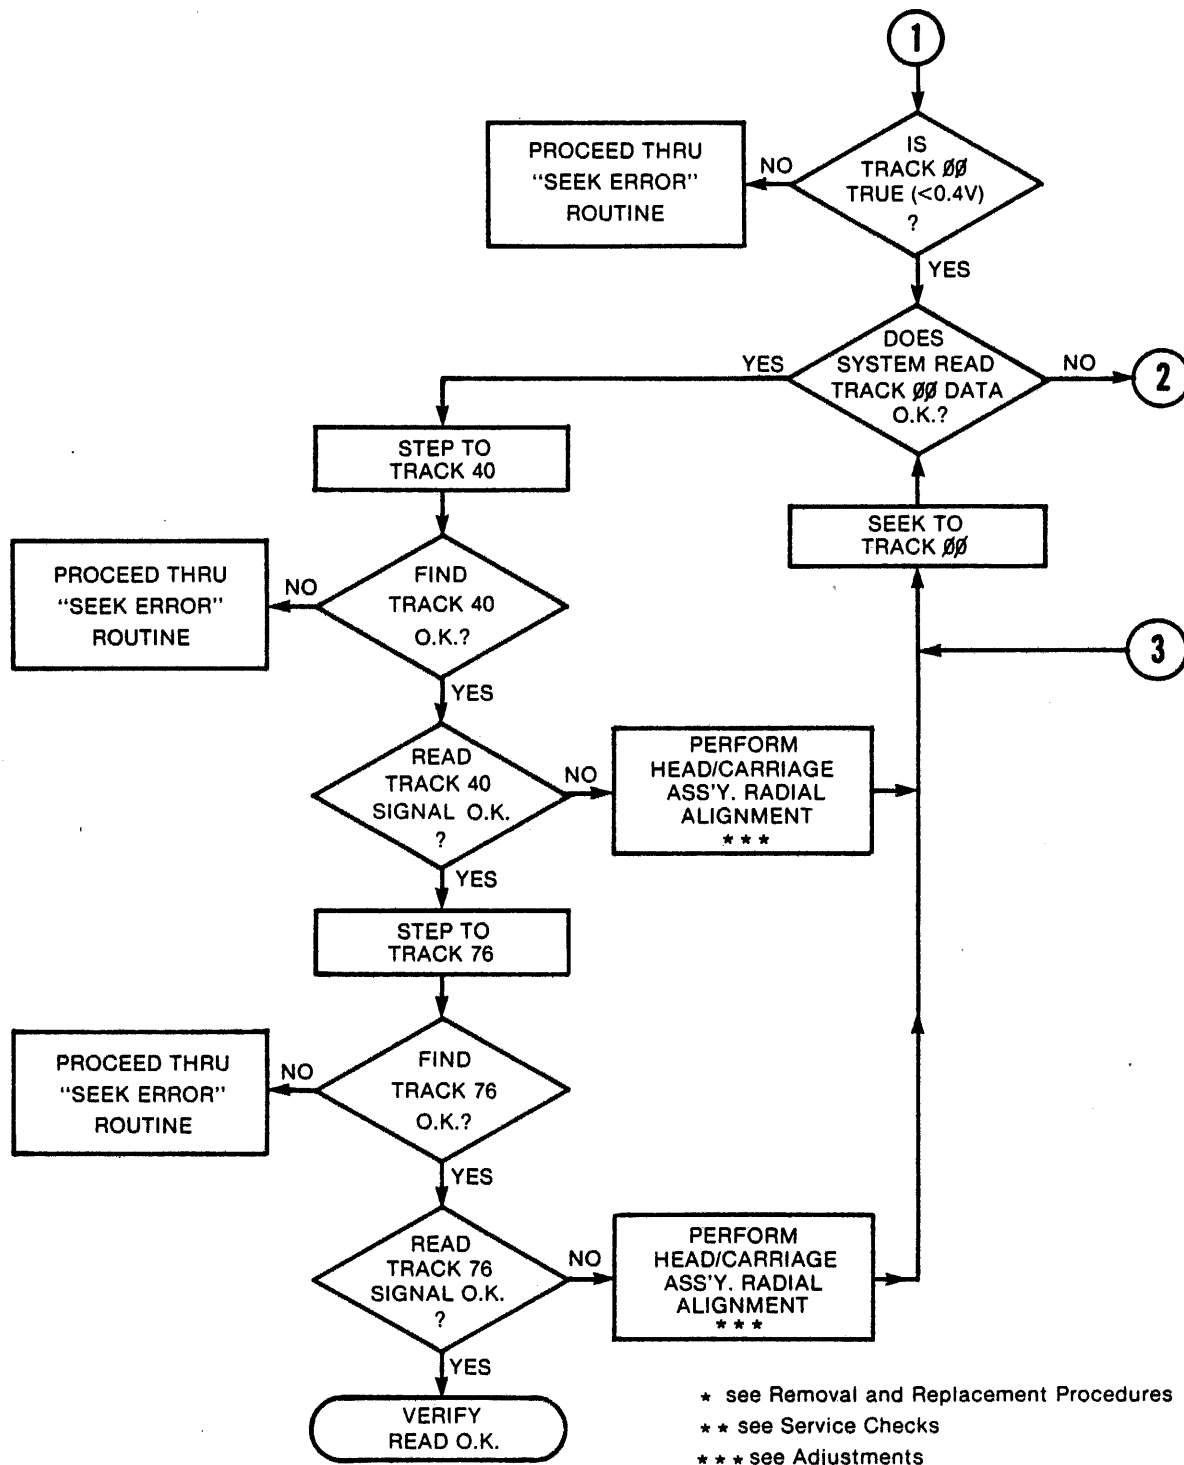 1
IS
TRACK 00
TRUE (<0.4V)
?
NO
PROCEED THRU
"SEEK ERROR"
ROUTINE
YES
DOES
SYSTEM READ
TRACK 00 DATA
O.K.?
YES
NO
2
STEP TO
TRACK 40
SEEK TO
TRACK 00
3
FIND
TRACK 40
O.K.?
NO
PROCEED THRU
"SEEK ERROR"
ROUTINE
YES
READ
TRACK 40
SIGNAL O.K.
?
NO
PERFORM
HEAD/CARRIAGE
ASS'Y. RADIAL
ALIGNMENT
***
YES
STEP TO
TRACK 76
FIND
TRACK 76
O.K.?
NO
PROCEED THRU
"SEEK ERROR"
ROUTINE
YES
READ
TRACK 76
SIGNAL O.K.
?
NO
PERFORM
HEAD/CARRIAGE
ASS'Y. RADIAL
ALIGNMENT
***
YES
VERIFY
READ O.K.
* see Removal and Replacement Procedures
** see Service Checks
*** see Adjustments